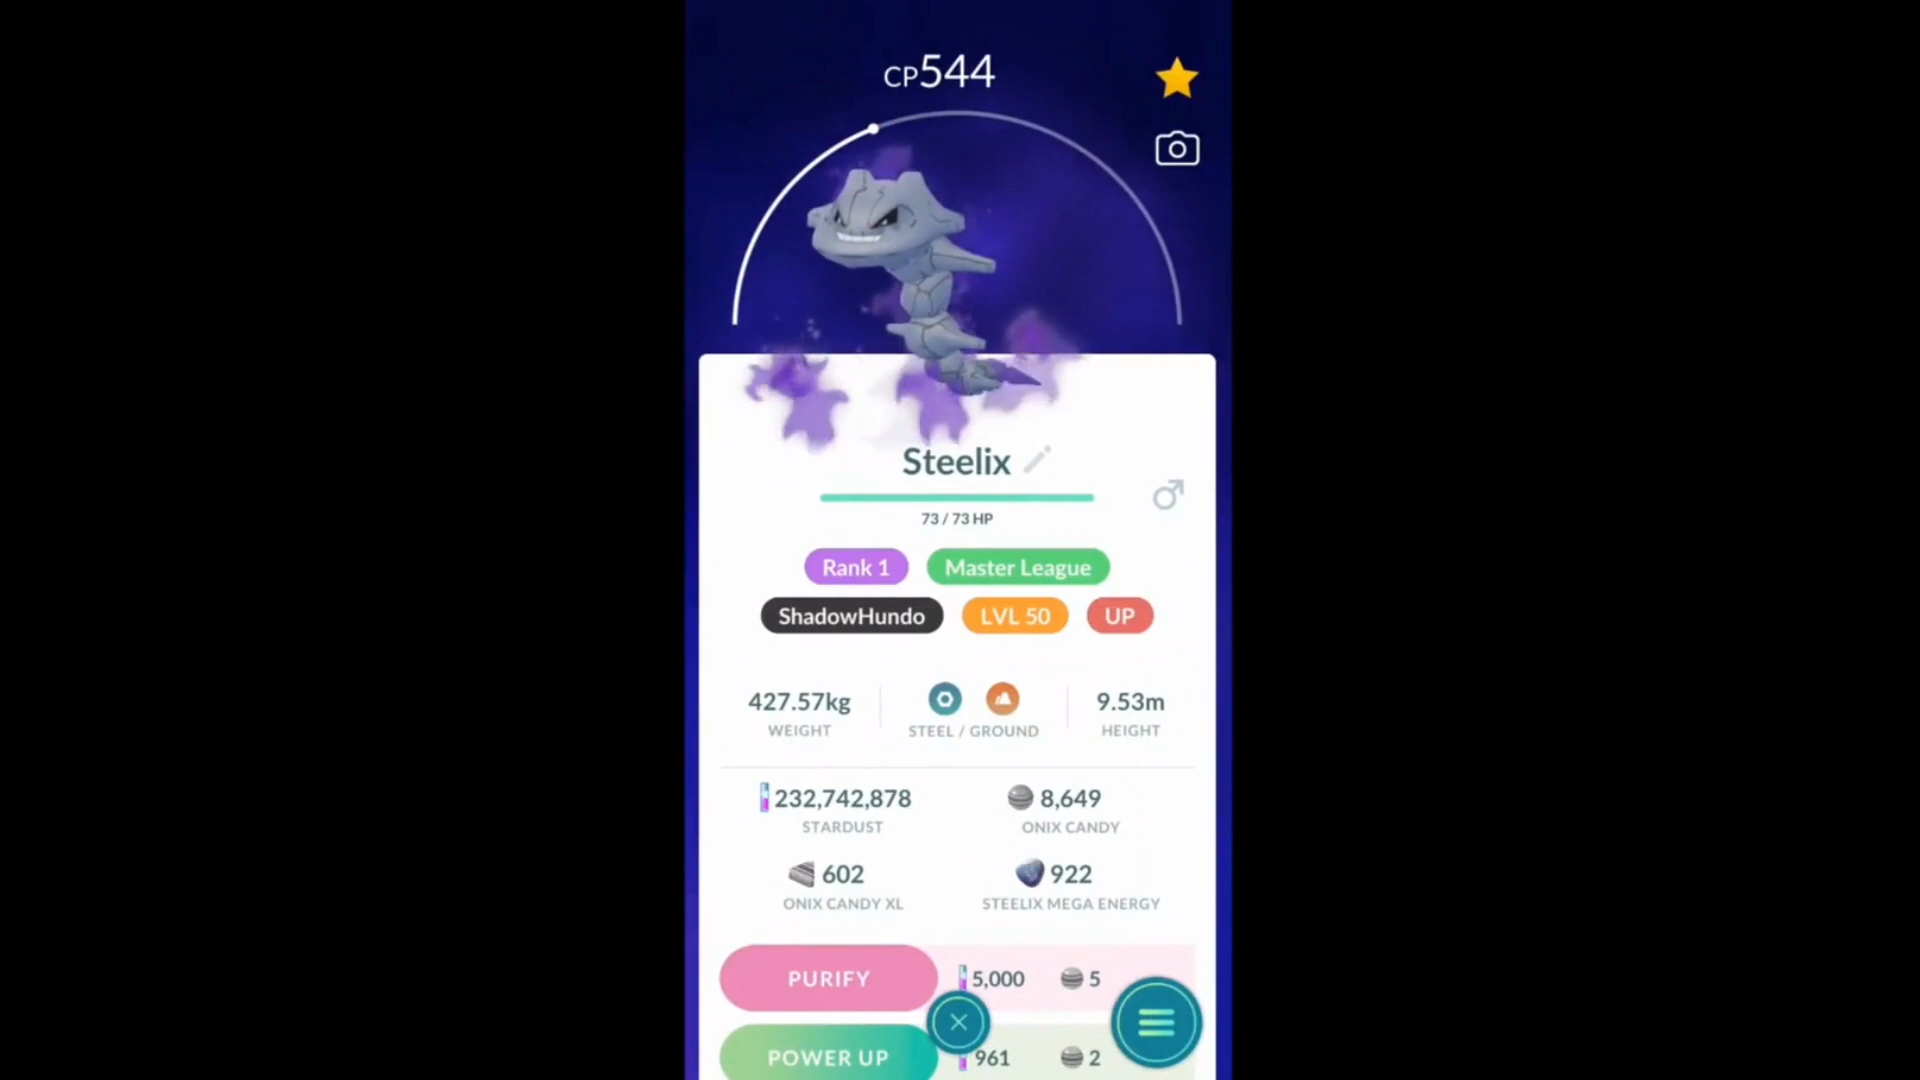 CP544
Steelix
73 / 73 HP
Rank 1 Master League
ShadowHundo LVL 50 UP
427.57kg 9.53m
WEIGHT STEEL / GROUND HEIGHT
232,742,878 8,649
STARDUST ONIX CANDY
602 922
ONIX CANDY XL STEELIX MEGA ENERGY
PURIFY 5,000 5
POWER UP 961 2